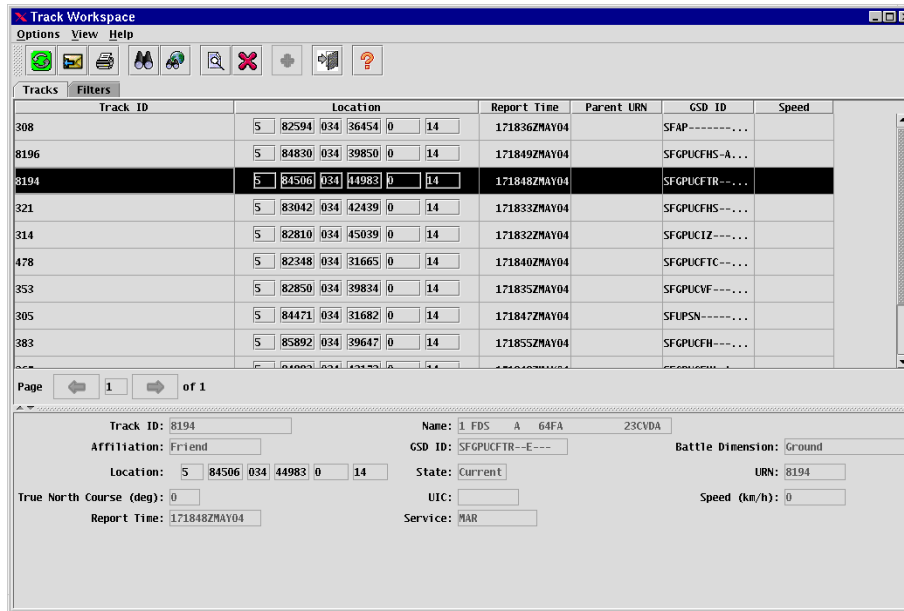 Track Workspace
Options View Help
Tracks Filters
Track ID Location Report Time Parent URN GSD ID Speed
308 5 82594 034 36454 0 14 171836ZMAY04 SFAP-------...
8196 5 84830 034 39850 0 14 171849ZMAY04 SFGPUCFHS-A...
8194 5 84506 034 44983 0 14 171848ZMAY04 SFGPUCFTR--...
321 5 83042 034 42439 0 14 171833ZMAY04 SFGPUCFHS--...
314 5 82810 034 45039 0 14 171832ZMAY04 SFGPUCIZ---...
478 5 82348 034 31665 0 14 171840ZMAY04 SFGPUCFTC--...
353 5 82850 034 39834 0 14 171835ZMAY04 SFGPUCVF---...
305 5 84471 034 31682 0 14 171847ZMAY04 SFUPSN-----...
383 5 85892 034 39647 0 14 171855ZMAY04 SFGPUCFH---...
Page 1 of 1
Track ID: 8194 Name: 1 FDS A 64FA 23CVDA
Affiliation: Friend GSD ID: SFGPUCFTR--E--- Battle Dimension: Ground
Location: 5 84506 034 44983 0 14 State: Current URN: 8194
True North Course (deg): 0 UIC: Speed (km/h): 0
Report Time: 171848ZMAY04 Service: MAR